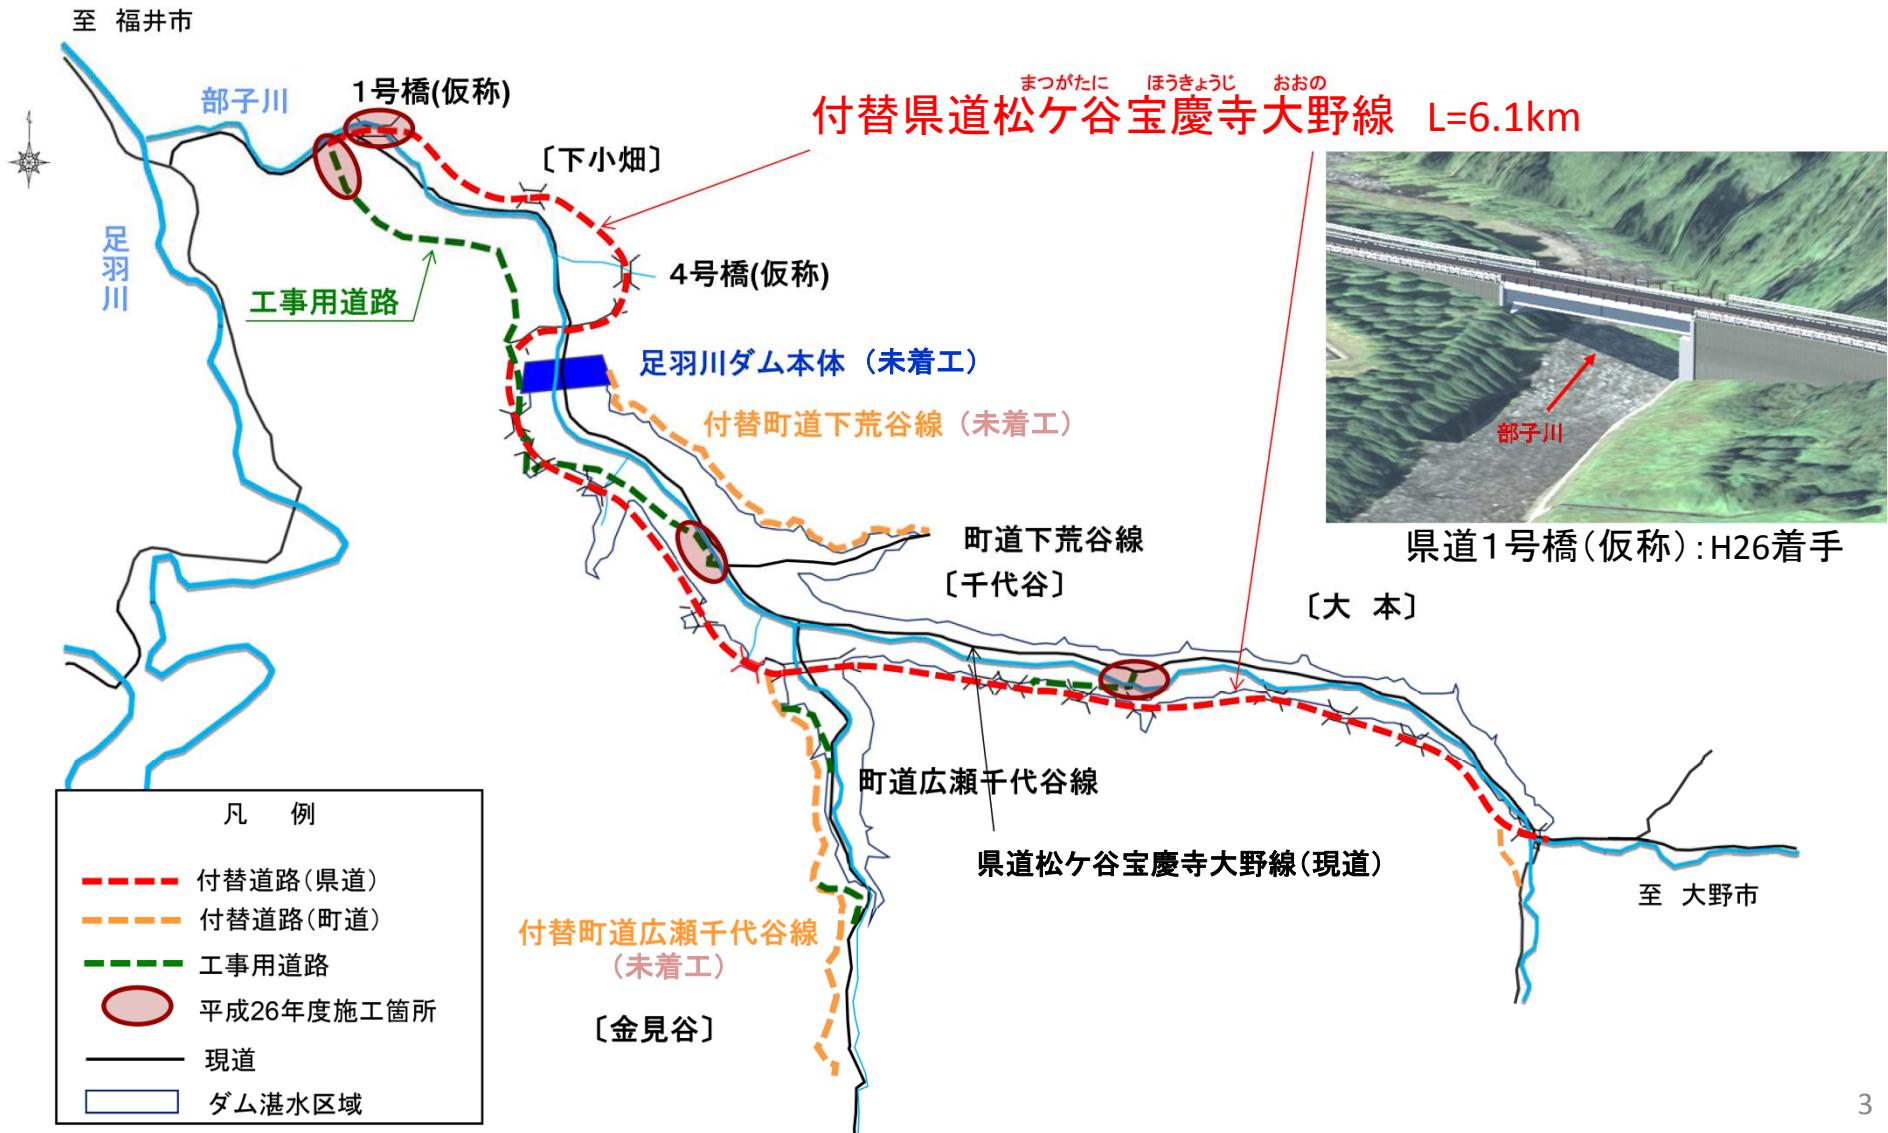 至　福井市
部子川
1号橋(仮称)
〔下小畑〕
まつがたに　ほうきょうじ　おおの
付替県道松ケ谷宝慶寺大野線　L=6.1km
足羽川
工事用道路
4号橋(仮称)
足羽川ダム本体（未着工）
付替町道下荒谷線（未着工）
部子川
県道1号橋（仮称）：H26着手
町道下荒谷線
〔千代谷〕
〔大　本〕
町道広瀬千代谷線
県道松ケ谷宝慶寺大野線（現道）
至　大野市
付替町道広瀬千代谷線
（未着工）
〔金見谷〕
凡　例
付替道路（県道）
付替道路（町道）
工事用道路
平成26年度施工箇所
現道
ダム湛水区域
3